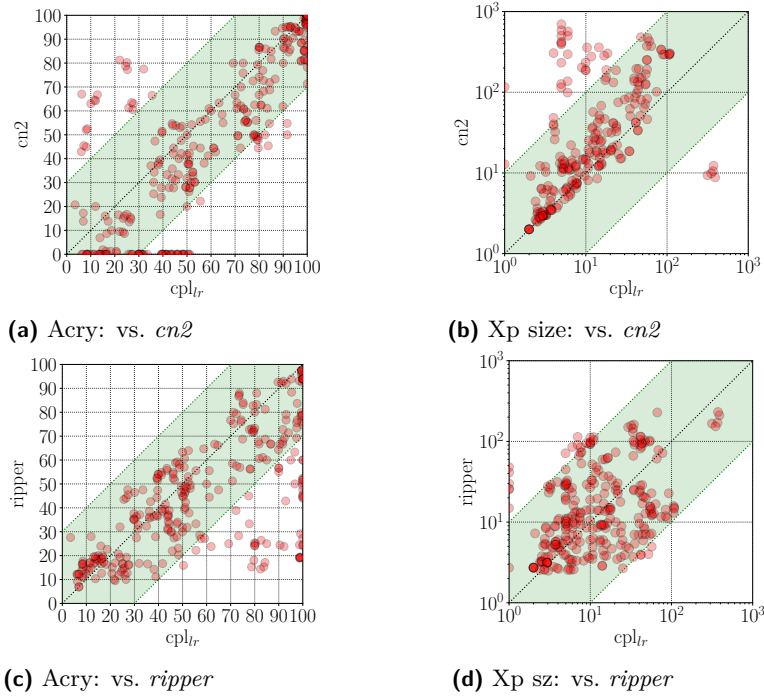 100
90
80
70
60
50
40
30
20
10
0
cn2
0 10 20 30 40 50 60 70 80 90 100
cpl_lr
10^3
10^2
10^1
10^0
cn2
10^0 10^1 10^2 10^3
cpl_lr
(a) Acry: vs. cn2
(b) Xp size: vs. cn2
100
90
80
70
60
50
40
30
20
10
0
ripper
0 10 20 30 40 50 60 70 80 90 100
cpl_lr
10^3
10^2
10^1
10^0
ripper
10^0 10^1 10^2 10^3
cpl_lr
(c) Acry: vs. ripper
(d) Xp sz: vs. ripper